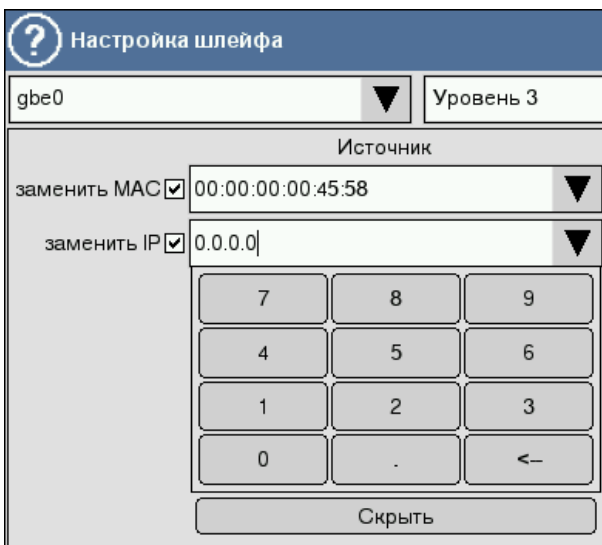 ? Настройка шлейфа
gbe0 Уровень 3
Источник
заменить MAC 00:00:00:00:45:58
заменить IP 0.0.0.0
7 8 9
4 5 6
1 2 3
0 . <--
Скрыть